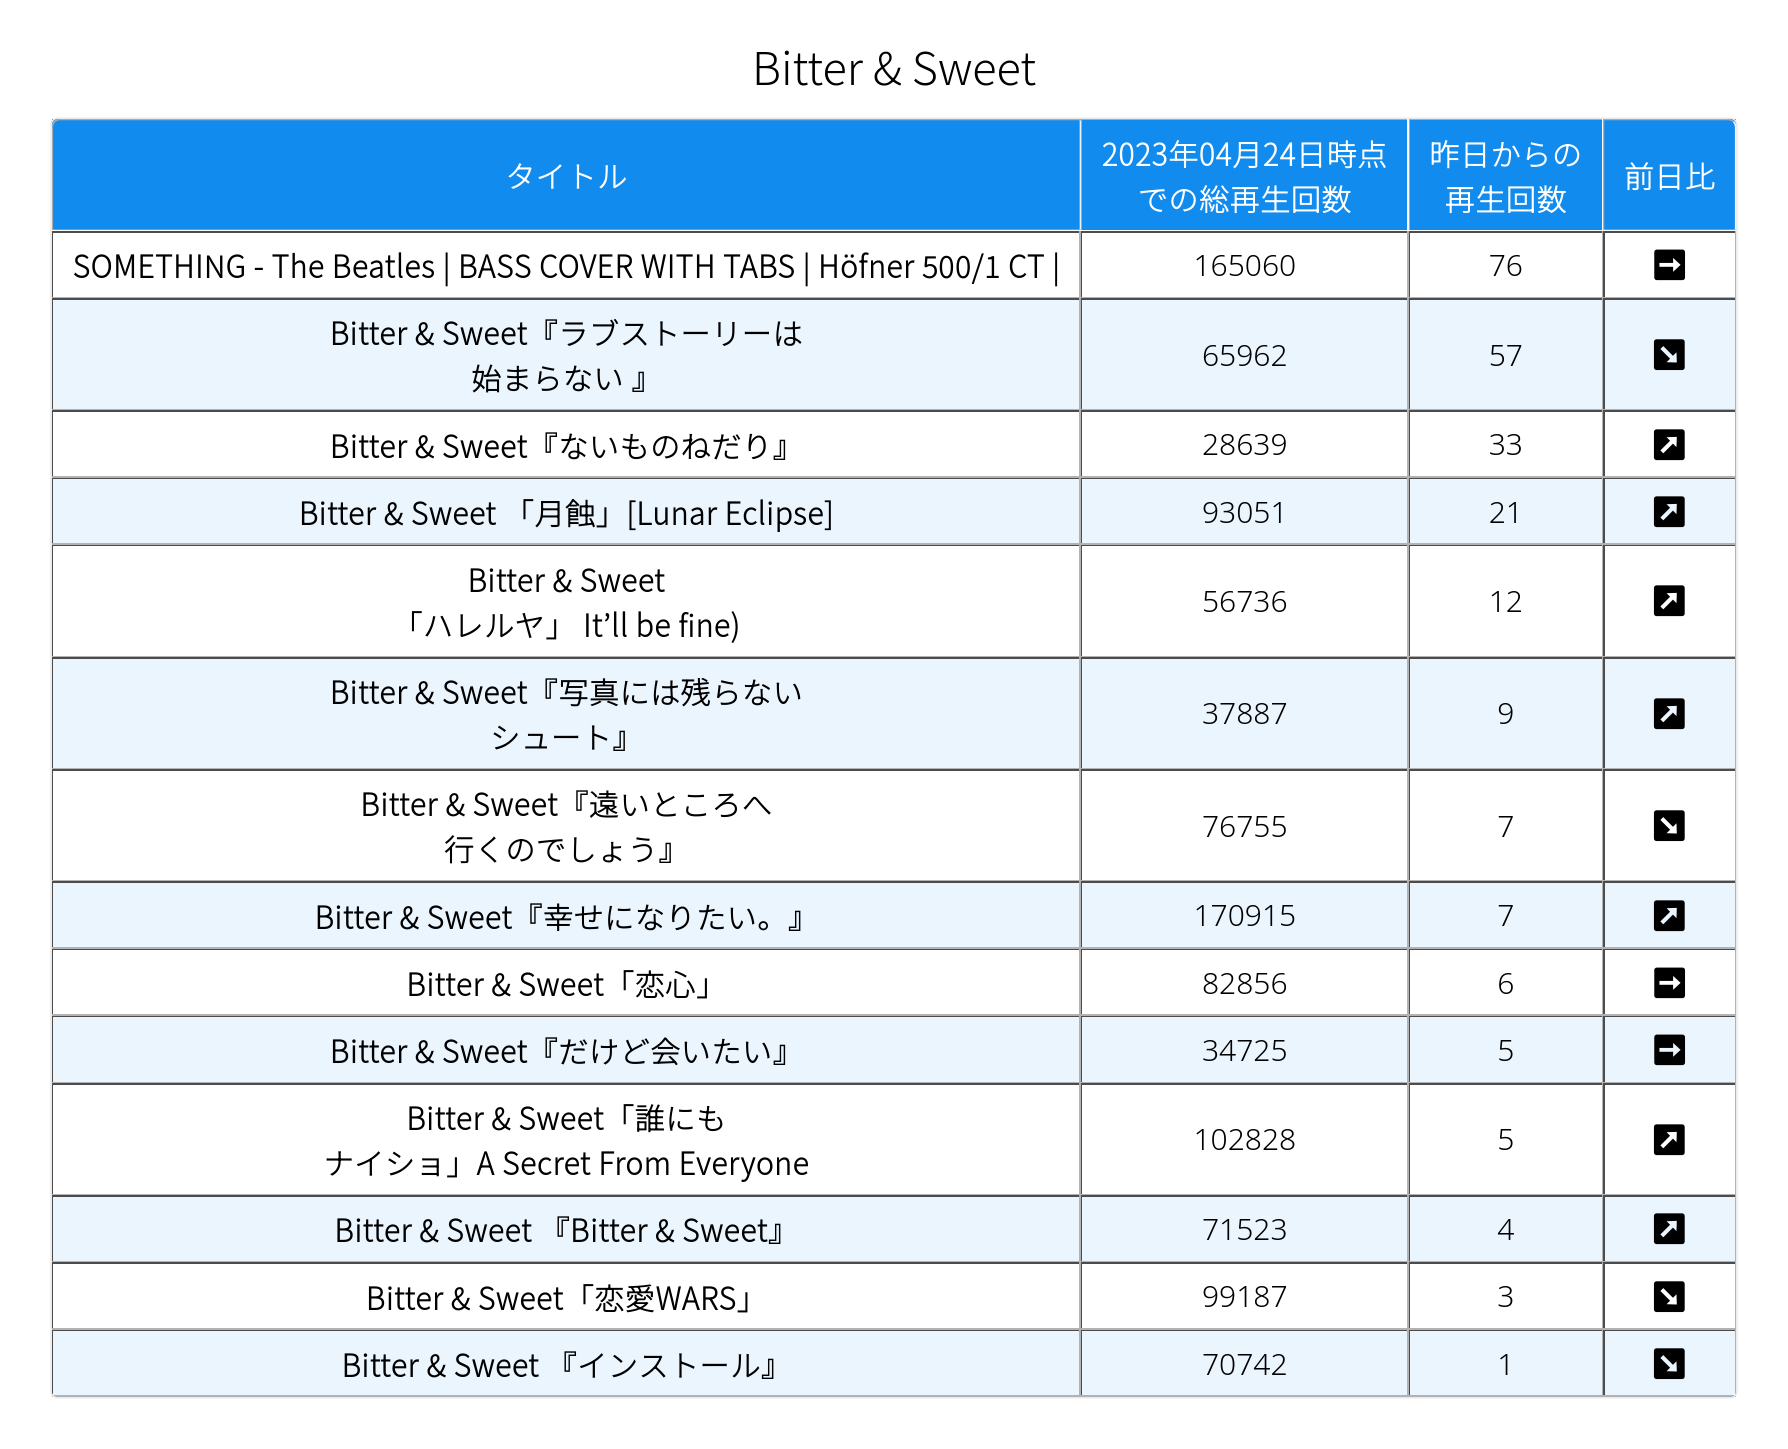 Bitter & Sweet
タイトル
2023年04月24日時点
での総再生回数
昨日からの
再生回数
前日比
SOMETHING - The Beatles | BASS COVER WITH TABS | Höfner 500/1 CT |
165060
76
➡
Bitter & Sweet『ラブストーリーは
始まらない 』
65962
57
↘
Bitter & Sweet『ないものねだり』
28639
33
↗
Bitter & Sweet 「月蝕」[Lunar Eclipse]
93051
21
↗
Bitter & Sweet
「ハレルヤ」 It’ll be fine)
56736
12
↗
Bitter & Sweet『写真には残らない
シュート』
37887
9
↗
Bitter & Sweet『遠いところへ
行くのでしょう』
76755
7
↘
Bitter & Sweet『幸せになりたい。』
170915
7
↗
Bitter & Sweet「恋心」
82856
6
➡
Bitter & Sweet『だけど会いたい』
34725
5
➡
Bitter & Sweet「誰にも
ナイショ」A Secret From Everyone
102828
5
↗
Bitter & Sweet 『Bitter & Sweet』
71523
4
↗
Bitter & Sweet「恋愛WARS」
99187
3
↘
Bitter & Sweet 『インストール』
70742
1
↘